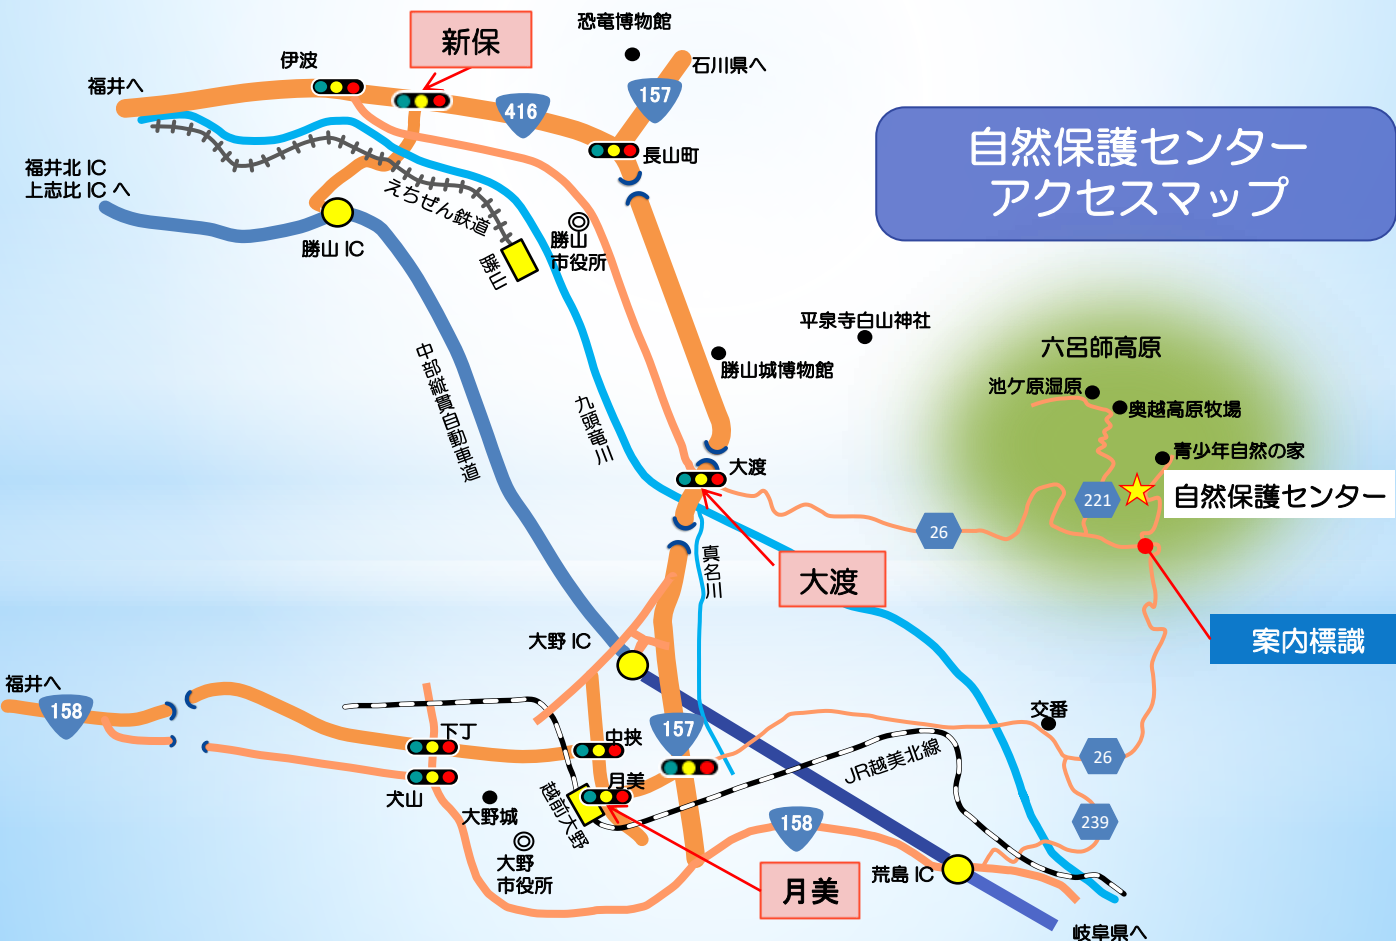 恐竜博物館
新保
伊波
石川県へ
福井へ
157
416
長山町
自然保護センター
アクセスマップ
福井北 IC
上志比 IC へ
えちぜん鉄道
勝山
市役所
勝山 IC
勝山
平泉寺白山神社
六呂師高原
勝山城博物館
池ケ原湿原
奥越高原牧場
中部縦貫自動車道
九頭竜川
青少年自然の家
大渡
221
自然保護センター
26
真名川
大渡
大野 IC
案内標識
福井へ
158
交番
下丁
中挟
157
26
JR越美北線
月美
犬山
越前大野
大野城
158
239
大野
市役所
荒島 IC
月美
岐阜県へ